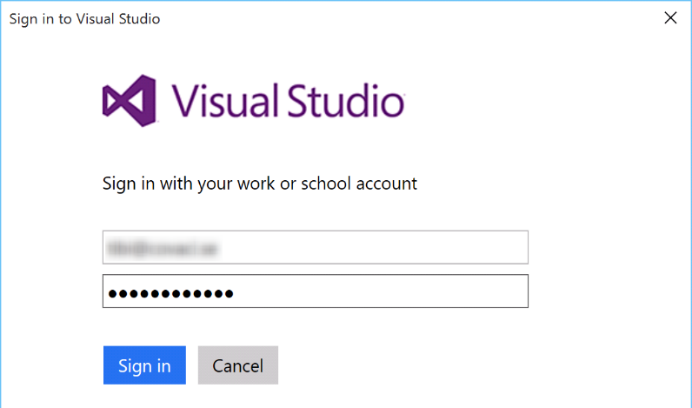 Sign in to Visual Studio
Visual Studio
Sign in with your work or school account
••••••••••••
Sign in
Cancel